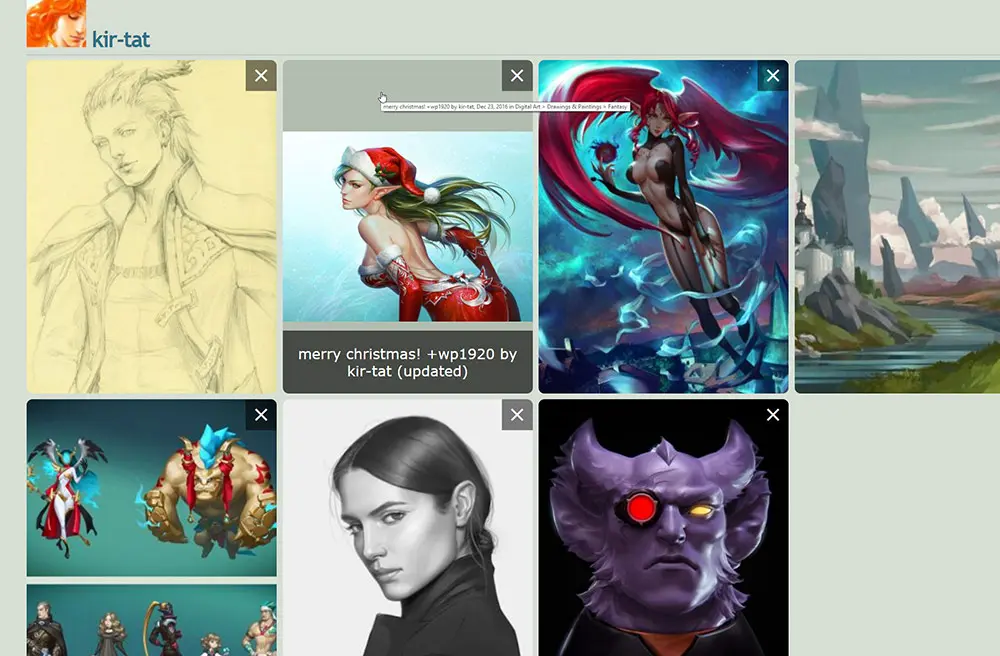 kir-tat
merry christmas! +wp1920 by kir-tat, Dec 23, 2016 in Digital Art > Drawings & Paintings > Fantasy
merry christmas! +wp1920 by
kir-tat (updated)